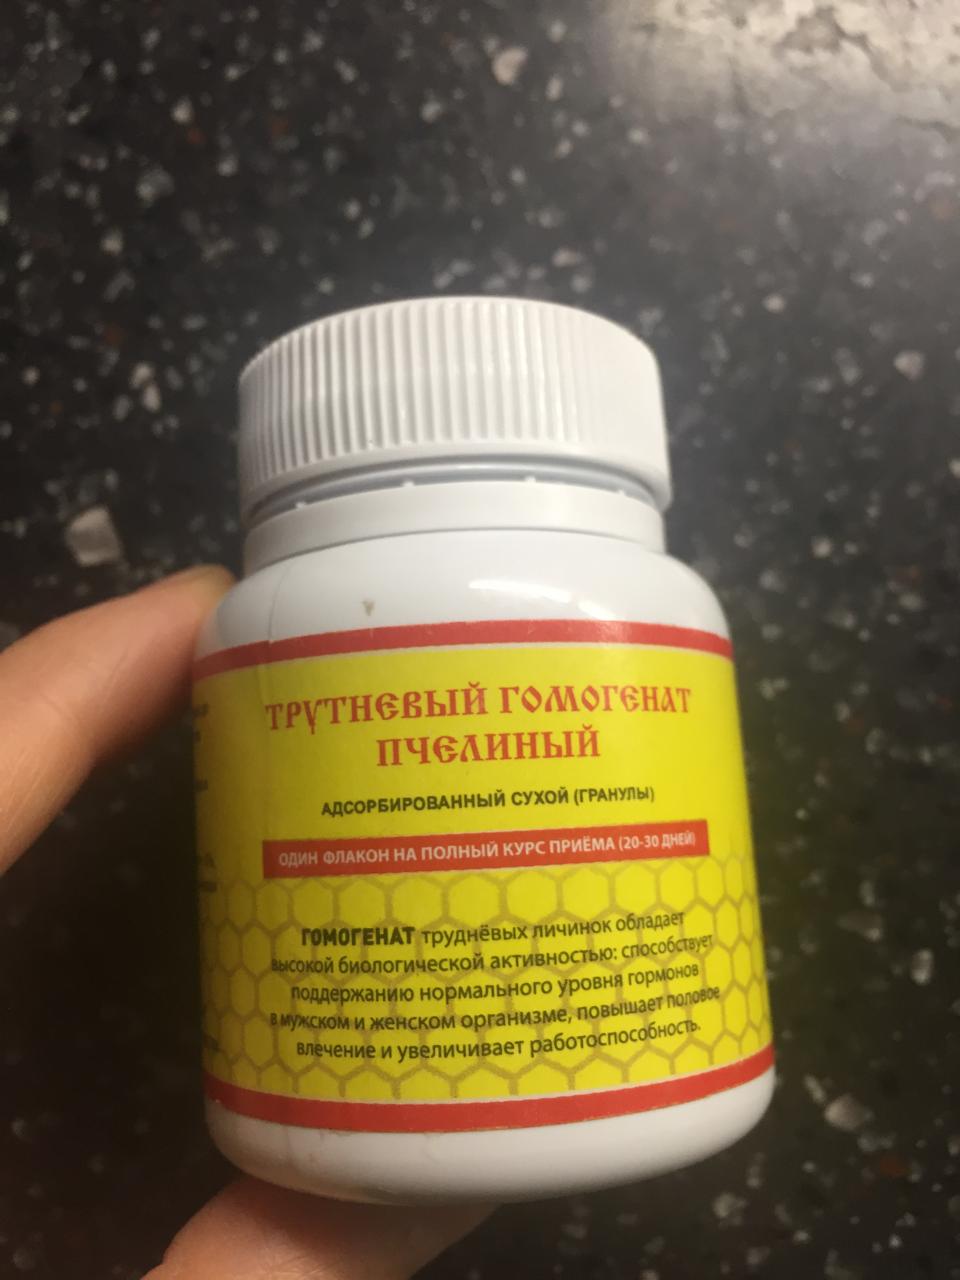 ТРУТНЕВЫЙ ГОМОГЕНАТ
ПЧЕЛИНЫЙ
АДСОРБИРОВАННЫЙ СУХОЙ (ГРАНУЛЫ)
ОДИН ФЛАКОН НА ПОЛНЫЙ КУРС ПРИЁМА (20-30 ДНЕЙ)
ГОМОГЕНАТ труднёвых личинок обладает
высокой биологической активностью: способствует
поддержанию нормального уровня гормонов
в мужском и женском организме, повышает половое
влечение и увеличивает работоспособность.